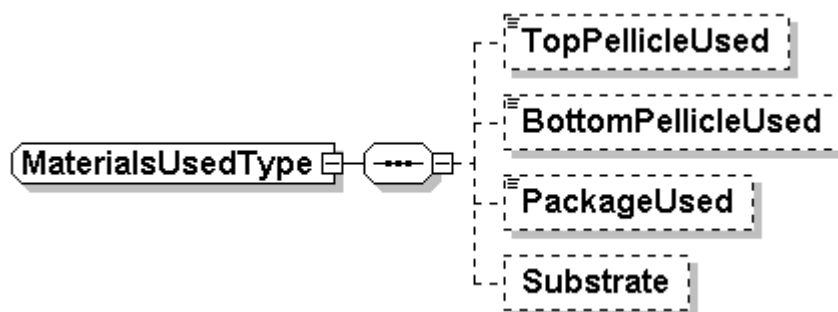 TopPellicleUsed
BottomPellicleUsed
MaterialsUsedType
PackageUsed
Substrate